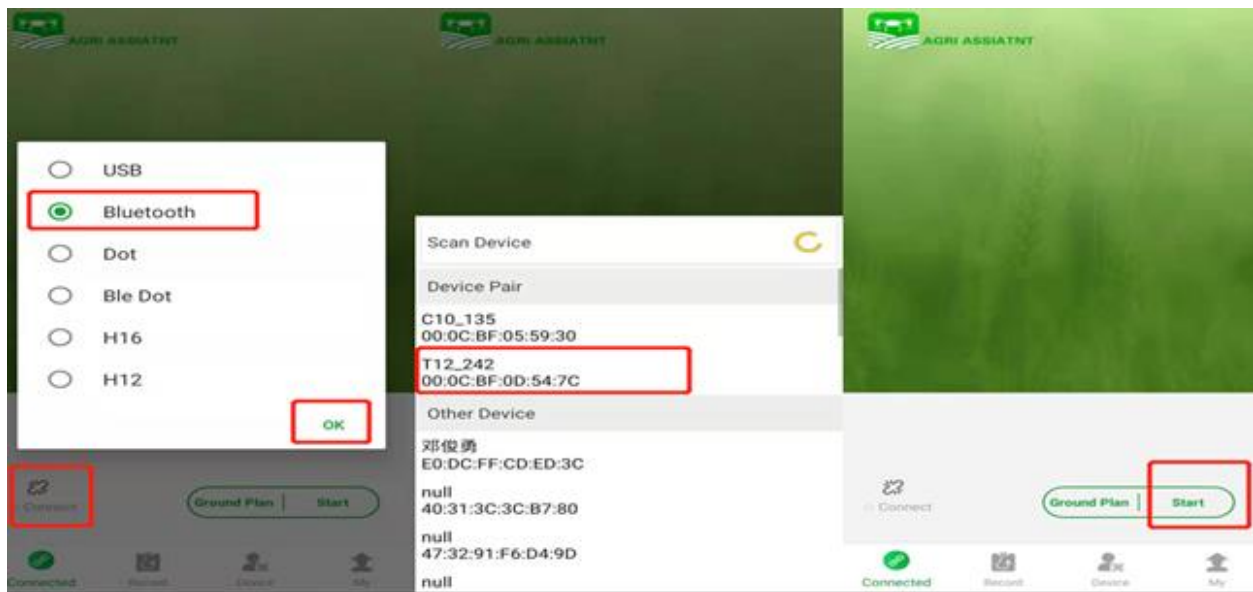 AGRI ASSIATNT
USB
Bluetooth
Dot
Ble Dot
H16
H12
OK
Connect
Ground Plan | Start
Connected Record Device My
AGRI ASSIATNT
Scan Device
Device Pair
C10_135
00:0C:BF:05:59:30
T12_242
00:0C:BF:0D:54:7C
Other Device
邓俊勇
E0:DC:FF:CD:ED:3C
null
40:31:3C:3C:B7:80
null
47:32:91:F6:D4:9D
null
AGRI ASSIATNT
Connect
Ground Plan | Start
Connected Record Device My